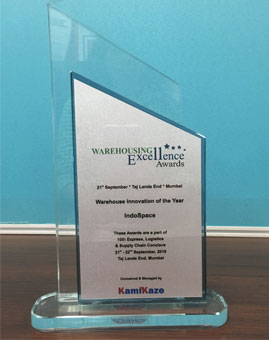 WAREHOUSING
Excellence
Awards
21st September * Taj Lands End * Mumbai
Warehouse Innovation of the Year
IndoSpace
These Awards are a part of
10th Express, Logistics
& Supply Chain Conclave
21st - 22nd September, 2016
Taj Lands End, Mumbai
Conceived & Managed by
KamiKaze